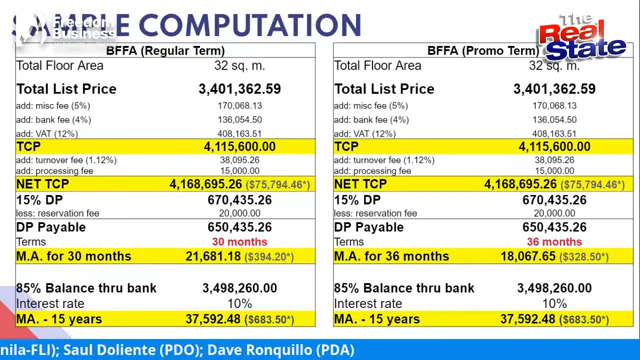 SAMPLE COMPUTATION
Freedom
Business
The
Real
State
BFFA (Regular Term)
Total Floor Area 32 sq. m.
Total List Price 3,401,362.59
add: misc fee (5%) 170,068.13
add: bank fee (4%) 136,054.50
add: VAT (12%) 408,163.51
TCP 4,115,600.00
add: turnover fee (1.12%) 38,095.26
add: processing fee 15,000.00
NET TCP 4,168,695.26 ($75,794.46*)
15% DP 670,435.26
less: reservation fee 20,000.00
DP Payable 650,435.26
Terms 30 months
M.A. for 30 months 21,681.18 ($394.20*)
85% Balance thru bank 3,498,260.00
Interest rate 10%
MA. - 15 years 37,592.48 ($683.50*)
BFFA (Promo Term)
Total Floor Area 32 sq. m.
Total List Price 3,401,362.59
add: misc fee (5%) 170,068.13
add: bank fee (4%) 136,054.50
add: VAT (12%) 408,163.51
TCP 4,115,600.00
add: turnover fee (1.12%) 38,095.26
add: processing fee 15,000.00
NET TCP 4,168,695.26 ($75,794.46*)
15% DP 670,435.26
less: reservation fee 20,000.00
DP Payable 650,435.26
Terms 36 months
M.A. for 36 months 18,067.65 ($328.50*)
85% Balance thru bank 3,498,260.00
Interest rate 10%
MA. - 15 years 37,592.48 ($683.50*)
nila-FLI); Saul Doliente (PDO); Dave Ronquillo (PDA)